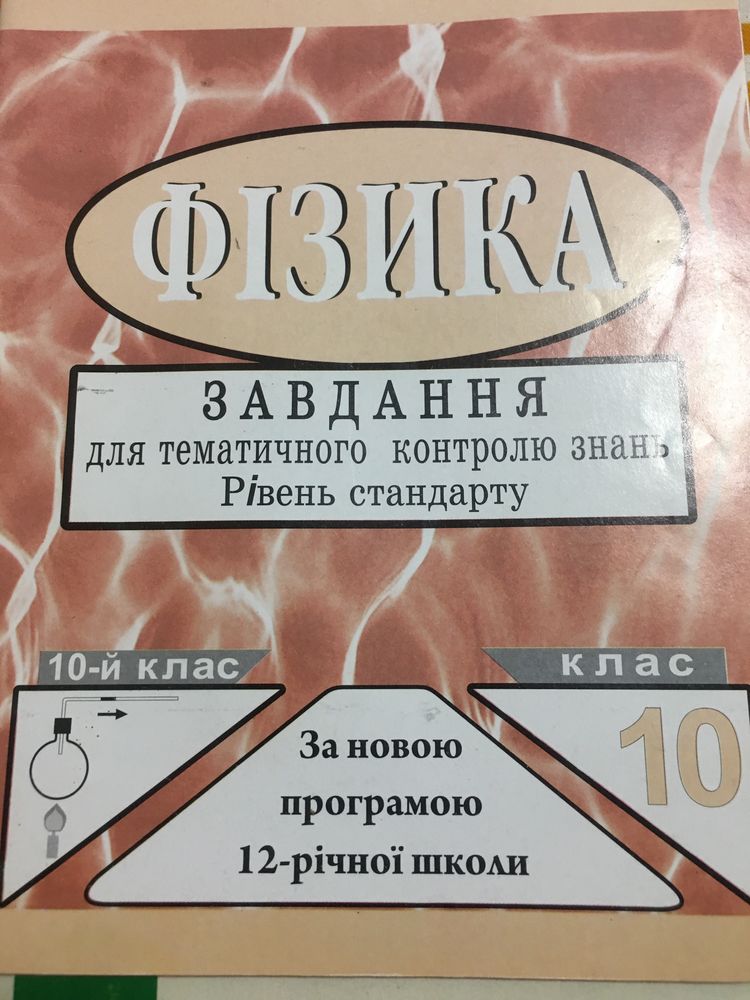 ФІЗИКА
ЗАВДАННЯ
для тематичного контролю знань
Рівень стандарту
10-й клас
клас
10
За новою
програмою
12-річної школи